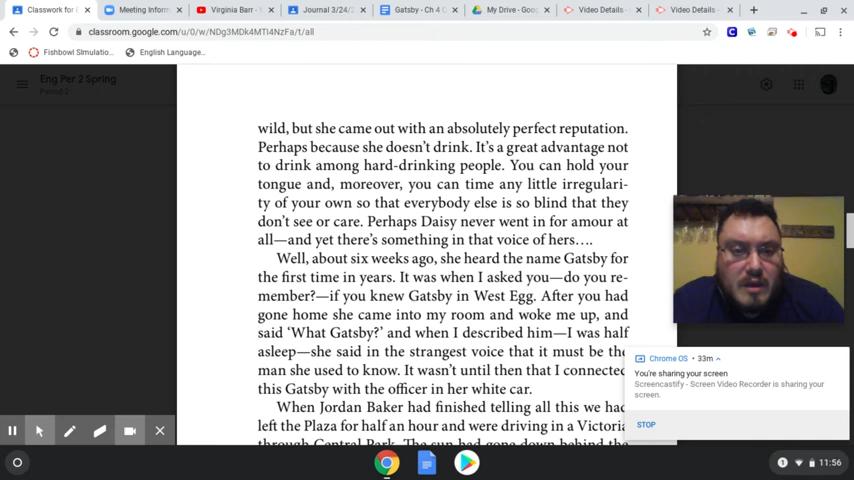 Classwork for E
Meeting Inform
Virginia Barr - Y
Journal 3/24/2
Gatsby - Ch 4 C
My Drive - Goog
Video Details -
Video Details -
classroom.google.com/u/0/w/NDg3MDk4MTI4NzFa/t/all
Fishbowl SImulatio...
English Language...
Eng Per 2 Spring
Period 2
wild, but she came out with an absolutely perfect reputation.
Perhaps because she doesn't drink. It's a great advantage not
to drink among hard-drinking people. You can hold your
tongue and, moreover, you can time any little irregulari-
ty of your own so that everybody else is so blind that they
don't see or care. Perhaps Daisy never went in for amour at
all—and yet there's something in that voice of hers....
Well, about six weeks ago, she heard the name Gatsby for
the first time in years. It was when I asked you—do you re-
member?—if you knew Gatsby in West Egg. After you had
gone home she came into my room and woke me up, and
said 'What Gatsby?' and when I described him—I was half
asleep—she said in the strangest voice that it must be the
man she used to know. It wasn't until then that I connected
this Gatsby with the officer in her white car.
When Jordan Baker had finished telling all this we had
left the Plaza for half an hour and were driving in a Victoria
through Central Park. The sun had gone down behind the
Chrome OS • 33m
You're sharing your screen
Screencastify - Screen Video Recorder is sharing your
screen.
STOP
1
11:56